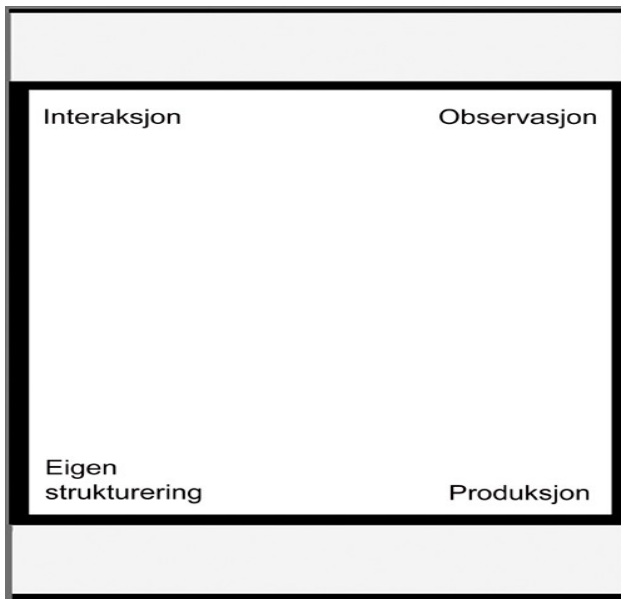 Interaksjon
Observasjon
Eigen
strukturering
Produksjon